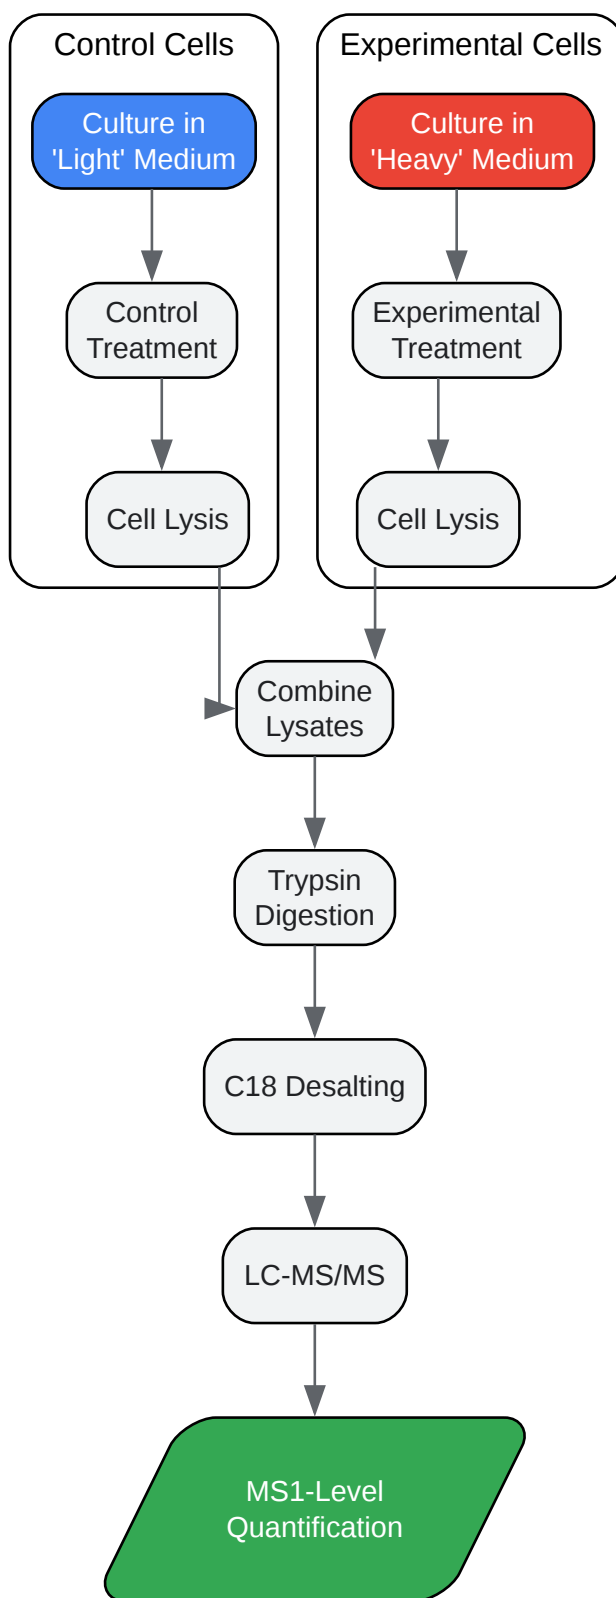 Control Cells
Culture in
'Light' Medium
Control
Treatment
Cell Lysis
Experimental Cells
Culture in
'Heavy' Medium
Experimental
Treatment
Cell Lysis
Combine
Lysates
Trypsin
Digestion
C18 Desalting
LC-MS/MS
MS1-Level
Quantification